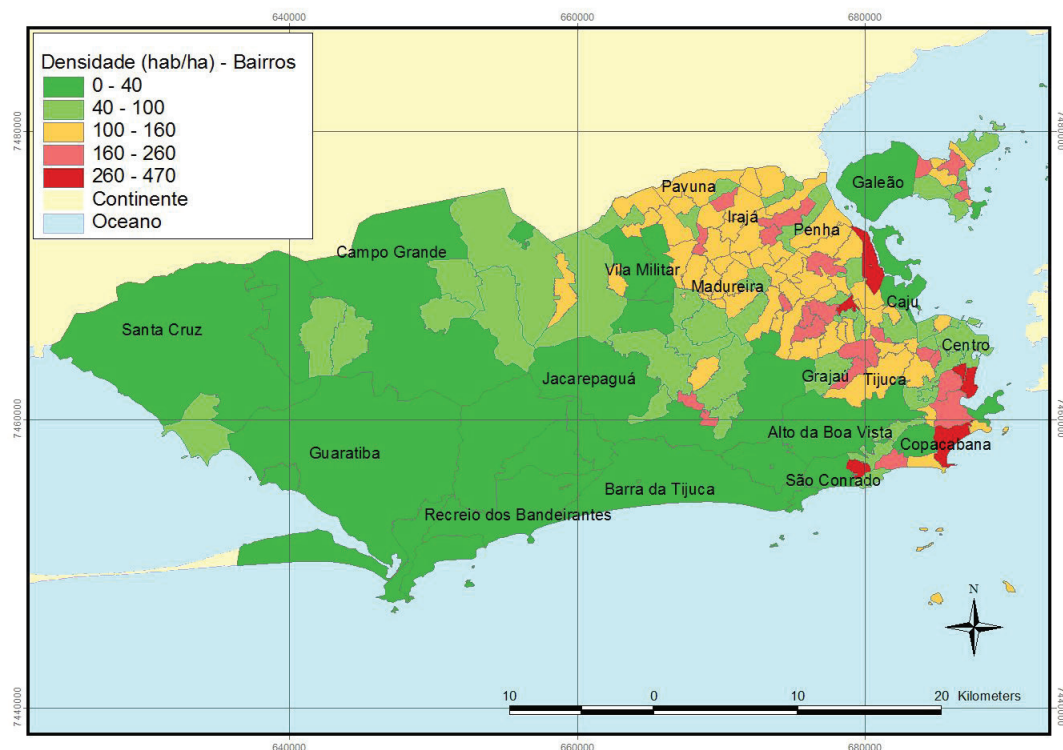 640000
660000
680000
Densidade (hab/ha) - Bairros
0 - 40
40 - 100
100 - 160
160 - 260
260 - 470
Continente
Oceano
7480000
7480000
Galeão
Pavuna
Irajá
Penha
Campo Grande
Vila Militar
Madureira
Caju
Santa Cruz
Centro
Jacarepaguá
Grajaú
Tijuca
7460000
7460000
Alto da Boa Vista
Copacabana
Guaratiba
São Conrado
Barra da Tijuca
Recreio dos Bandeirantes
N
10 0 10 20 Kilometers
7440000
7440000
640000
660000
680000